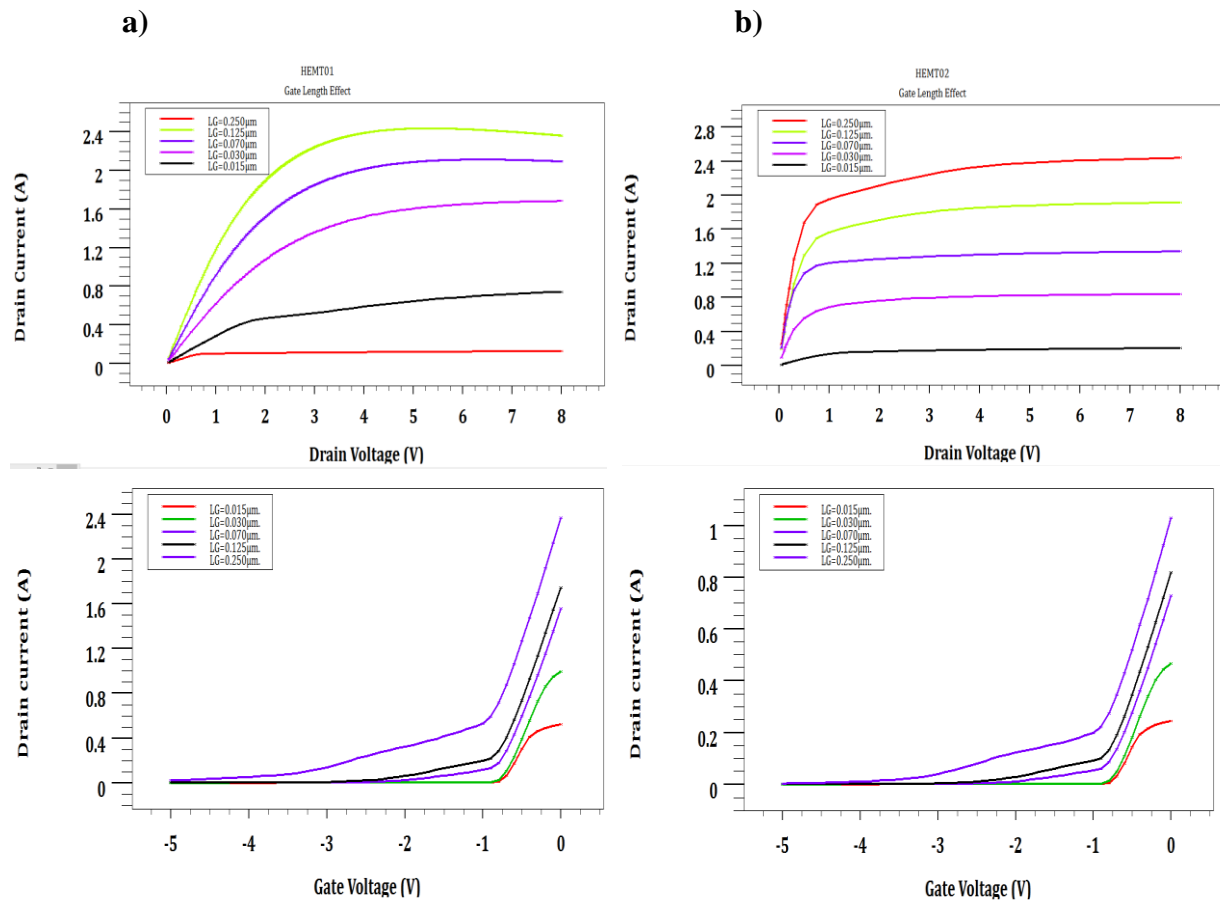 a)
HEMT01
Gate Length Effect
LG=0.250µm
LG=0.125µm
LG=0.070µm
LG=0.030µm
LG=0.015µm
2.4
2
1.6
1.2
0.8
0.4
0
0 1 2 3 4 5 6 7 8
Drain Current (A)
Drain Voltage (V)
b)
HEMT02
Gate Length Effect
LG=0.250µm.
LG=0.125µm.
LG=0.070µm.
LG=0.030µm.
LG=0.015µm.
2.8
2.4
2
1.6
1.2
0.8
0.4
0
0 1 2 3 4 5 6 7 8
Drain Current (A)
Drain Voltage (V)
LG=0.015µm.
LG=0.030µm.
LG=0.070µm.
LG=0.125µm.
LG=0.250µm.
2.4
2
1.6
1.2
0.8
0.4
0
-5 -4 -3 -2 -1 0
Drain current (A)
Gate Voltage (V)
LG=0.015µm.
LG=0.030µm.
LG=0.070µm.
LG=0.125µm.
LG=0.250µm.
1
0.8
0.6
0.4
0.2
0
-5 -4 -3 -2 -1 0
Drain current (A)
Gate Voltage (V)